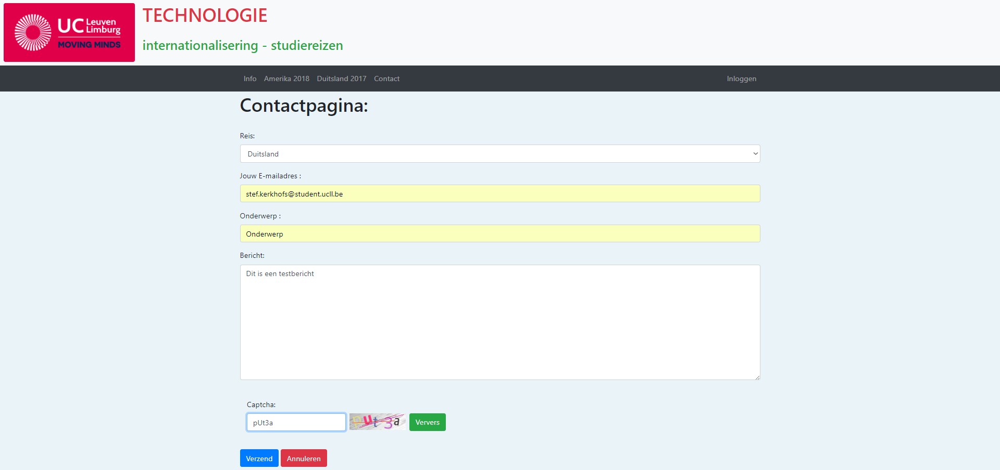 UC Leuven Limburg
MOVING MINDS
TECHNOLOGIE
internationalisering - studiereizen
Info Amerika 2018 Duitsland 2017 Contact Inloggen
Contactpagina:
Reis:
Duitsland
Jouw E-mailadres :
stef.kerkhofs@student.ucll.be
Onderwerp :
Onderwerp
Bericht:
Dit is een testbericht
Captcha:
pUt3a pUt3a Ververs
Verzend Annuleren